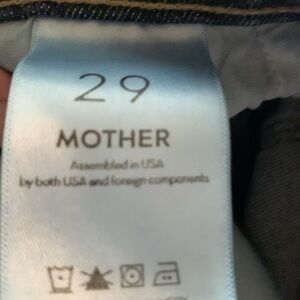 29
MOTHER
Assembled in USA
by both USA and foreign components